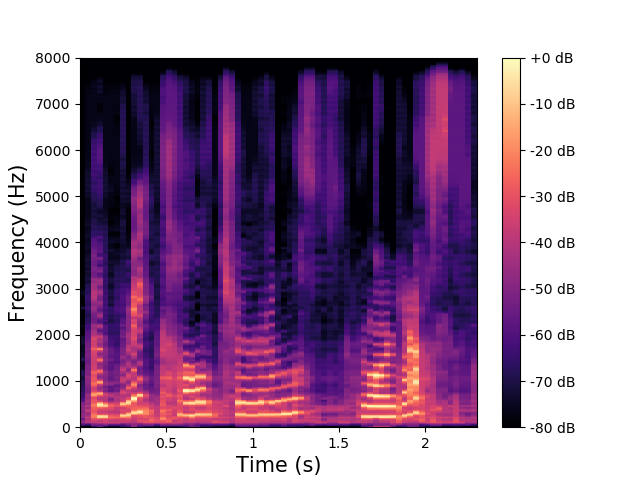 8000
7000
6000
5000
4000
3000
2000
1000
0
Frequency (Hz)
0
0.5
1
1.5
2
Time (s)
+0 dB
-10 dB
-20 dB
-30 dB
-40 dB
-50 dB
-60 dB
-70 dB
-80 dB